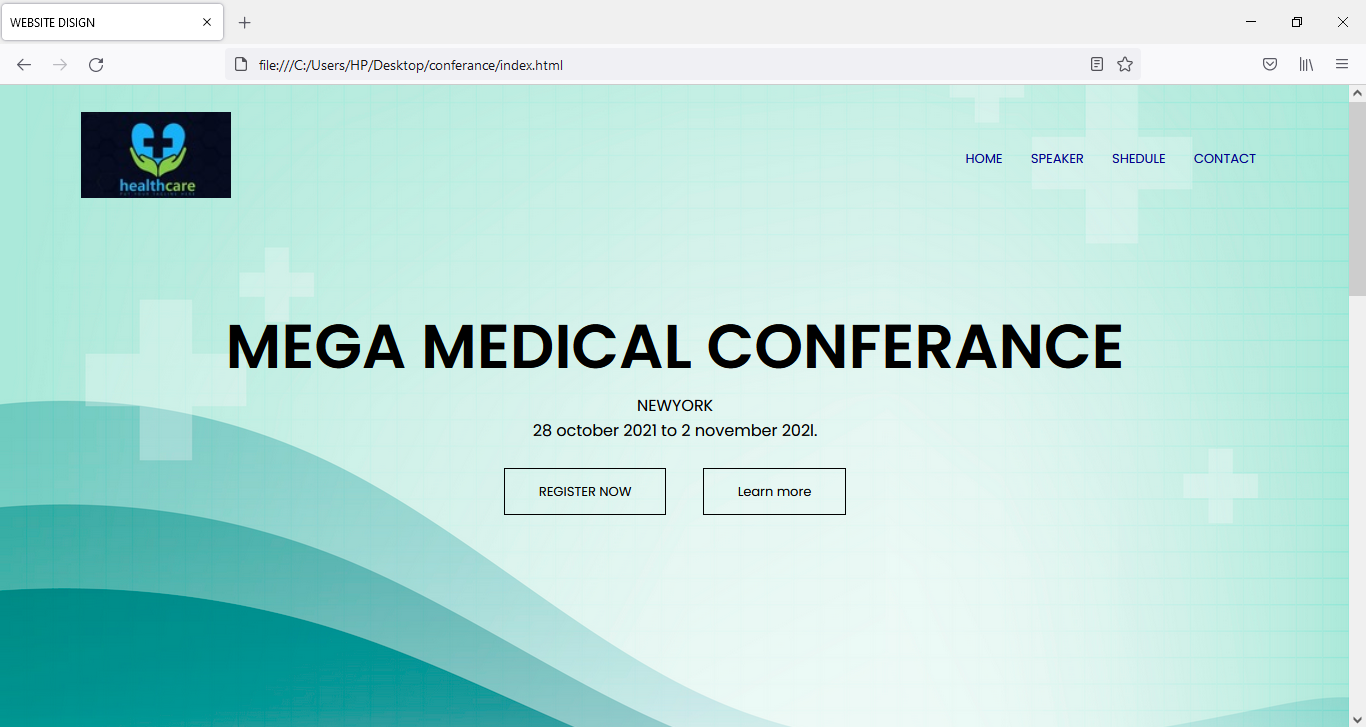 WEBSITE DISIGN
file:///C:/Users/HP/Desktop/conferance/index.html
healthcare
HOME SPEAKER SHEDULE CONTACT
MEGA MEDICAL CONFERANCE
NEWYORK
28 october 2021 to 2 november 202l.
REGISTER NOW Learn more